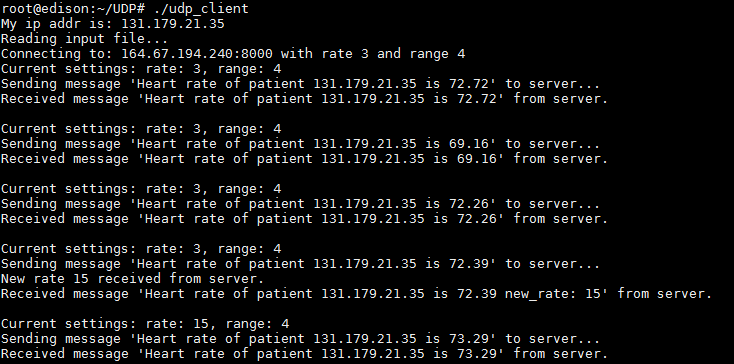 root@edison:~/UDP# ./udp_client
My ip addr is: 131.179.21.35
Reading input file...
Connecting to: 164.67.194.240:8000 with rate 3 and range 4
Current settings: rate: 3, range: 4
Sending message 'Heart rate of patient 131.179.21.35 is 72.72' to server...
Received message 'Heart rate of patient 131.179.21.35 is 72.72' from server.

Current settings: rate: 3, range: 4
Sending message 'Heart rate of patient 131.179.21.35 is 69.16' to server...
Received message 'Heart rate of patient 131.179.21.35 is 69.16' from server.

Current settings: rate: 3, range: 4
Sending message 'Heart rate of patient 131.179.21.35 is 72.26' to server...
Received message 'Heart rate of patient 131.179.21.35 is 72.26' from server.

Current settings: rate: 3, range: 4
Sending message 'Heart rate of patient 131.179.21.35 is 72.39' to server...
New rate 15 received from server.
Received message 'Heart rate of patient 131.179.21.35 is 72.39 new_rate: 15' from server.

Current settings: rate: 15, range: 4
Sending message 'Heart rate of patient 131.179.21.35 is 73.29' to server...
Received message 'Heart rate of patient 131.179.21.35 is 73.29' from server.